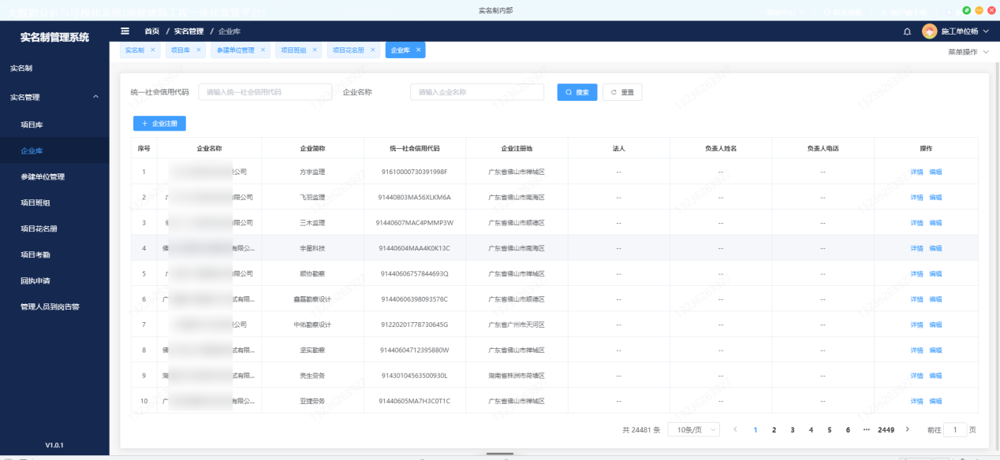 实名制内部
实名制管理系统
首页 / 实名管理 / 企业库
施工单位杨
实名制 × 项目库 × 参建单位管理 × 项目班组 × 项目花名册 × 企业库 ×
菜单操作
实名制
实名管理
项目库
企业库
参建单位管理
项目班组
项目花名册
项目考勤
回执申请
管理人员到岗告警
V1.0.1
统一社会信用代码 请输入统一社会信用代码 企业名称 请输入企业名称 搜索 重置
+ 企业注册
序号 企业名称 企业简称 统一社会信用代码 企业注册地 法人 负责人姓名 负责人电话 操作
1 公司 方宇监理 91610000730391998F 广东省佛山市禅城区 -- -- -- 详情 编辑
2 限公司 飞羽监理 91440803MA56XLKM6A 广东省佛山市南海区 -- -- -- 详情 编辑
3 有限公司 三木监理 91440607MAC4PMMP3W 广东省佛山市顺德区 -- -- -- 详情 编辑
4 佛 有限公... 宇星科技 91440604MAA4K0K13C 广东省佛山市南海区 -- -- -- 详情 编辑
5 限公司 顺协勘察 91440606757844693Q 广东省佛山市禅城区 -- -- -- 详情 编辑
6 广 试有限... 鑫磊勘察设计 91440606398093576C 广东省佛山市顺德区 -- -- -- 详情 编辑
7 公司 中佑勘察设计 91220201778730645G 广东省广州市天河区 -- -- -- 详情 编辑
8 佛 试有限... 坚实勘察 91440604712395880W 广东省佛山市禅城区 -- -- -- 详情 编辑
9 湖 试有限... 亮生劳务 91430104563500930L 湖南省株洲市荷塘区 -- -- -- 详情 编辑
10 广 有限公... 亚捷劳务 91440605MA7H3C0T1C 广东省佛山市禅城区 -- -- -- 详情 编辑
共 24481 条 10条/页 < 1 2 3 4 5 6 ... 2449 > 前往 1 页